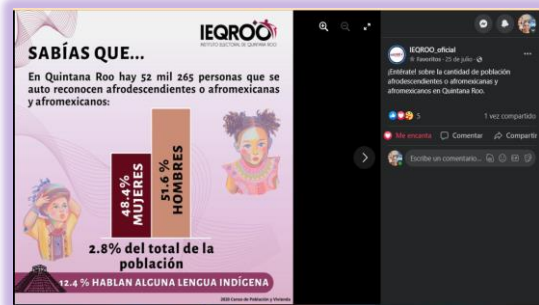 IEQROO
INSTITUTO ELECTORAL DE QUINTANA ROO
SABÍAS QUE...
En Quintana Roo hay 52 mil 265 personas que se
auto reconocen afrodescendientes o afromexicanas
y afromexicanos:
48.4%
MUJERES
51.6 %
HOMBRES
2.8% del total de la
población
12.4 % HABLAN ALGUNA LENGUA INDÍGENA
2020 Censo de Población y Vivienda
IEQROO_oficial
Favoritos · 25 de julio ·
¡Entérate! sobre la cantidad de población
afrodescendientes o afromexicanas y
afromexicanos en Quintana Roo.
5
1 vez compartido
Me encanta
Comentar
Compartir
Escribe un comentario...